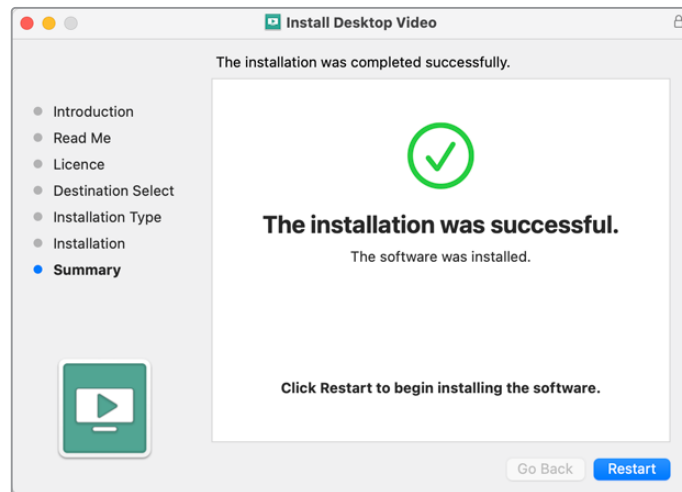 Install Desktop Video
The installation was completed successfully.
Introduction
Read Me
Licence
Destination Select
Installation Type
Installation
Summary
The installation was successful.
The software was installed.
Click Restart to begin installing the software.
Go Back
Restart